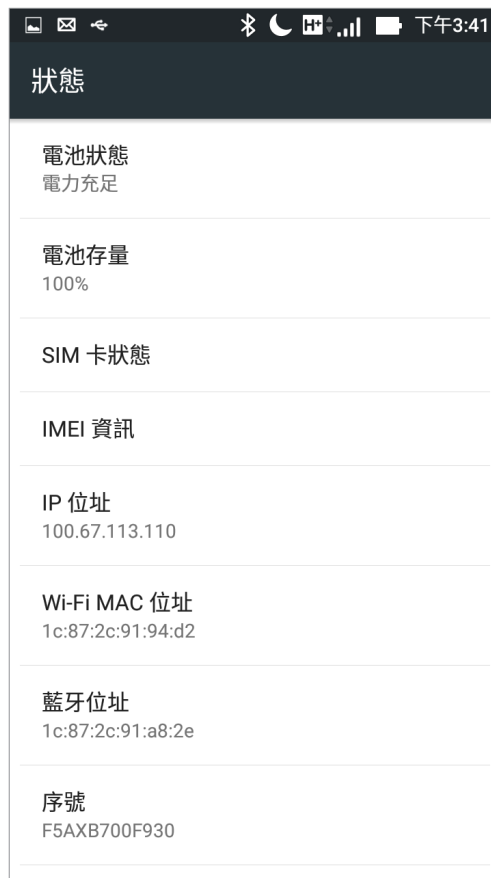 H+ 下午3:41
狀態
電池狀態
電力充足
電池存量
100%
SIM 卡狀態
IMEI 資訊
IP 位址
100.67.113.110
Wi-Fi MAC 位址
1c:87:2c:91:94:d2
藍牙位址
1c:87:2c:91:a8:2e
序號
F5AXB700F930